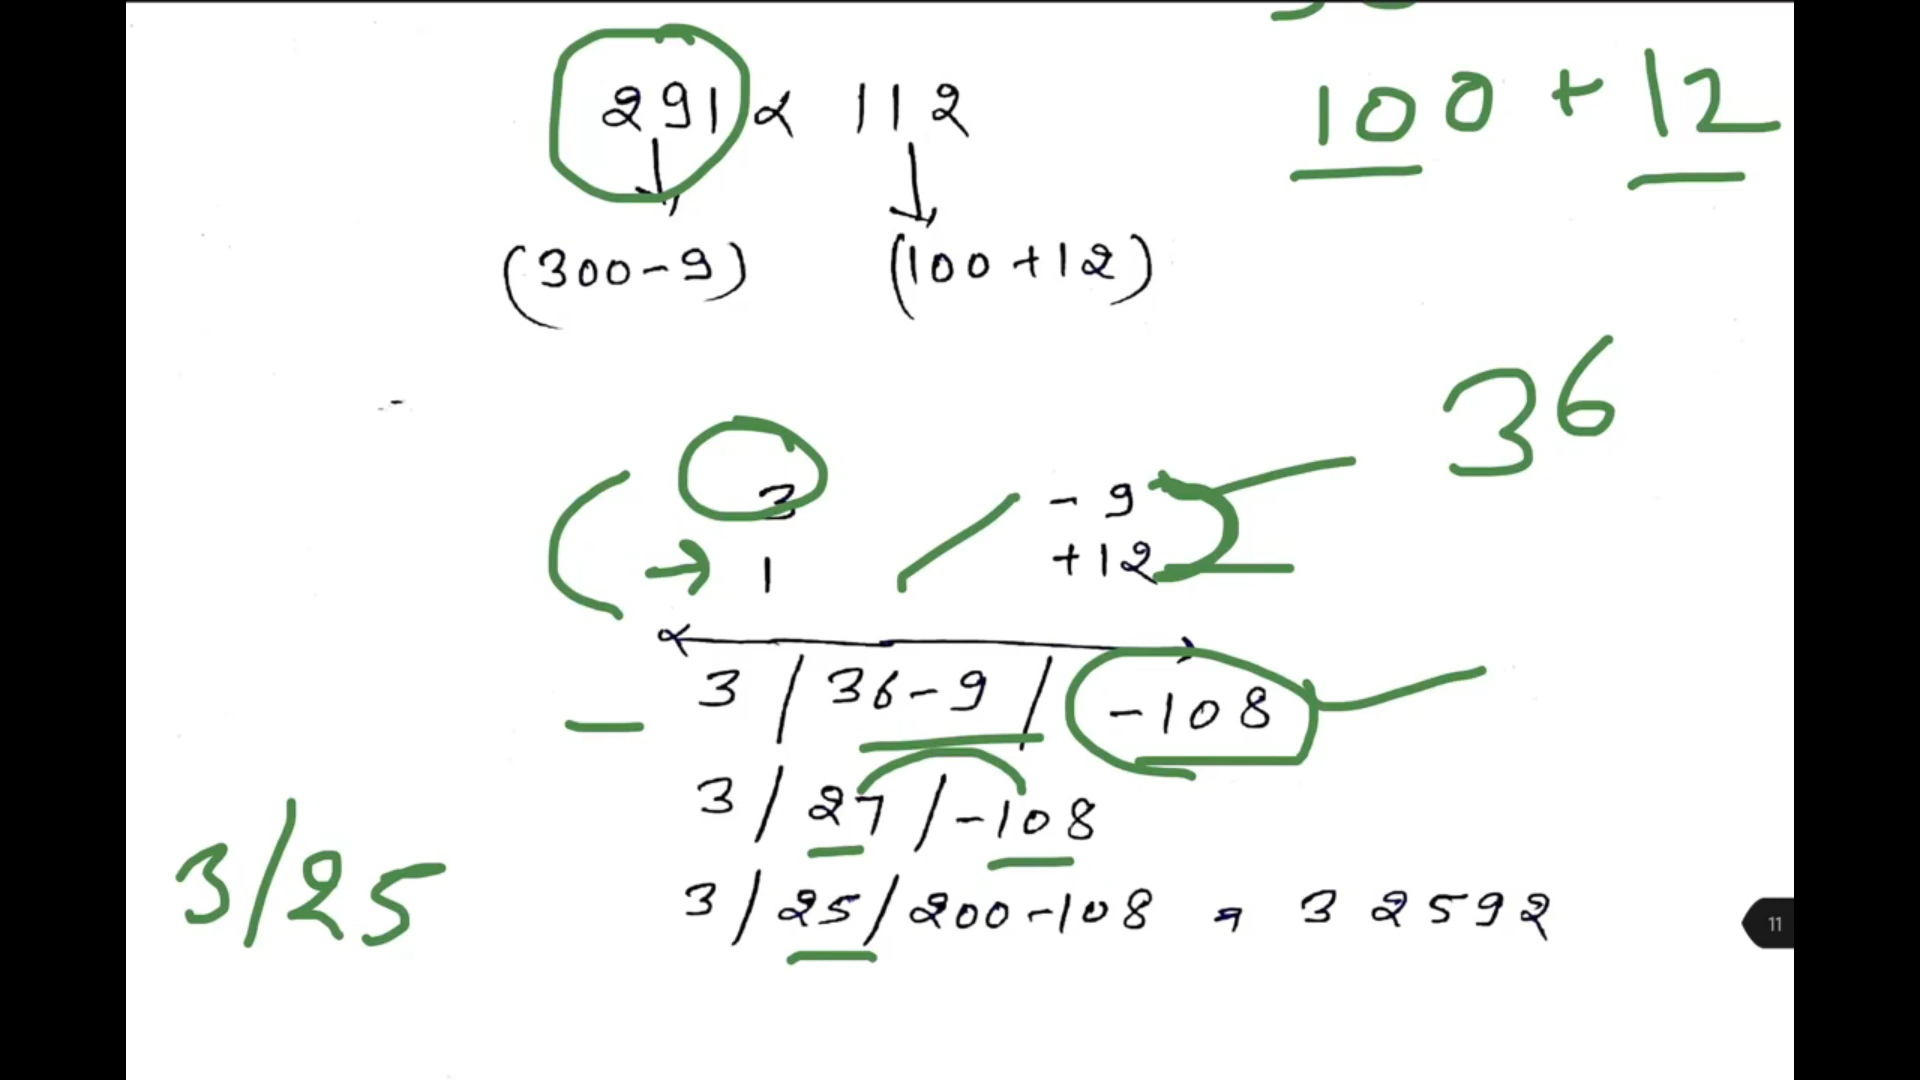 291 × 112
100 + 12
(300-9) (100+12)
36
3 / -9
1 +12
3 / 36-9 / -108
3 / 27 / -108
3/25
3 / 25 / 200-108 = 32592
11